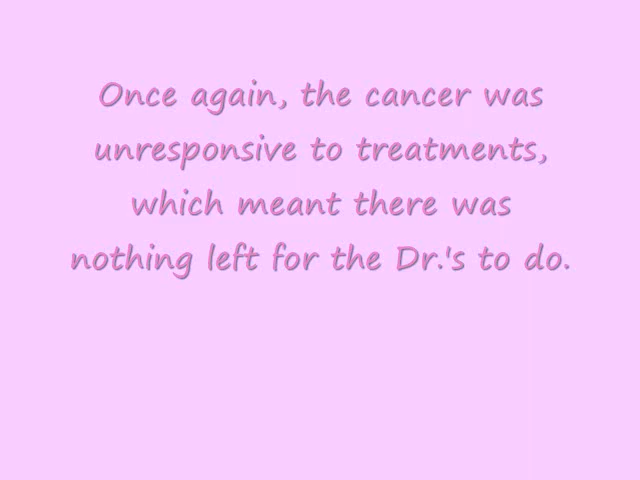 Once again, the cancer was
unresponsive to treatments,
which meant there was
nothing left for the Dr.'s to do.